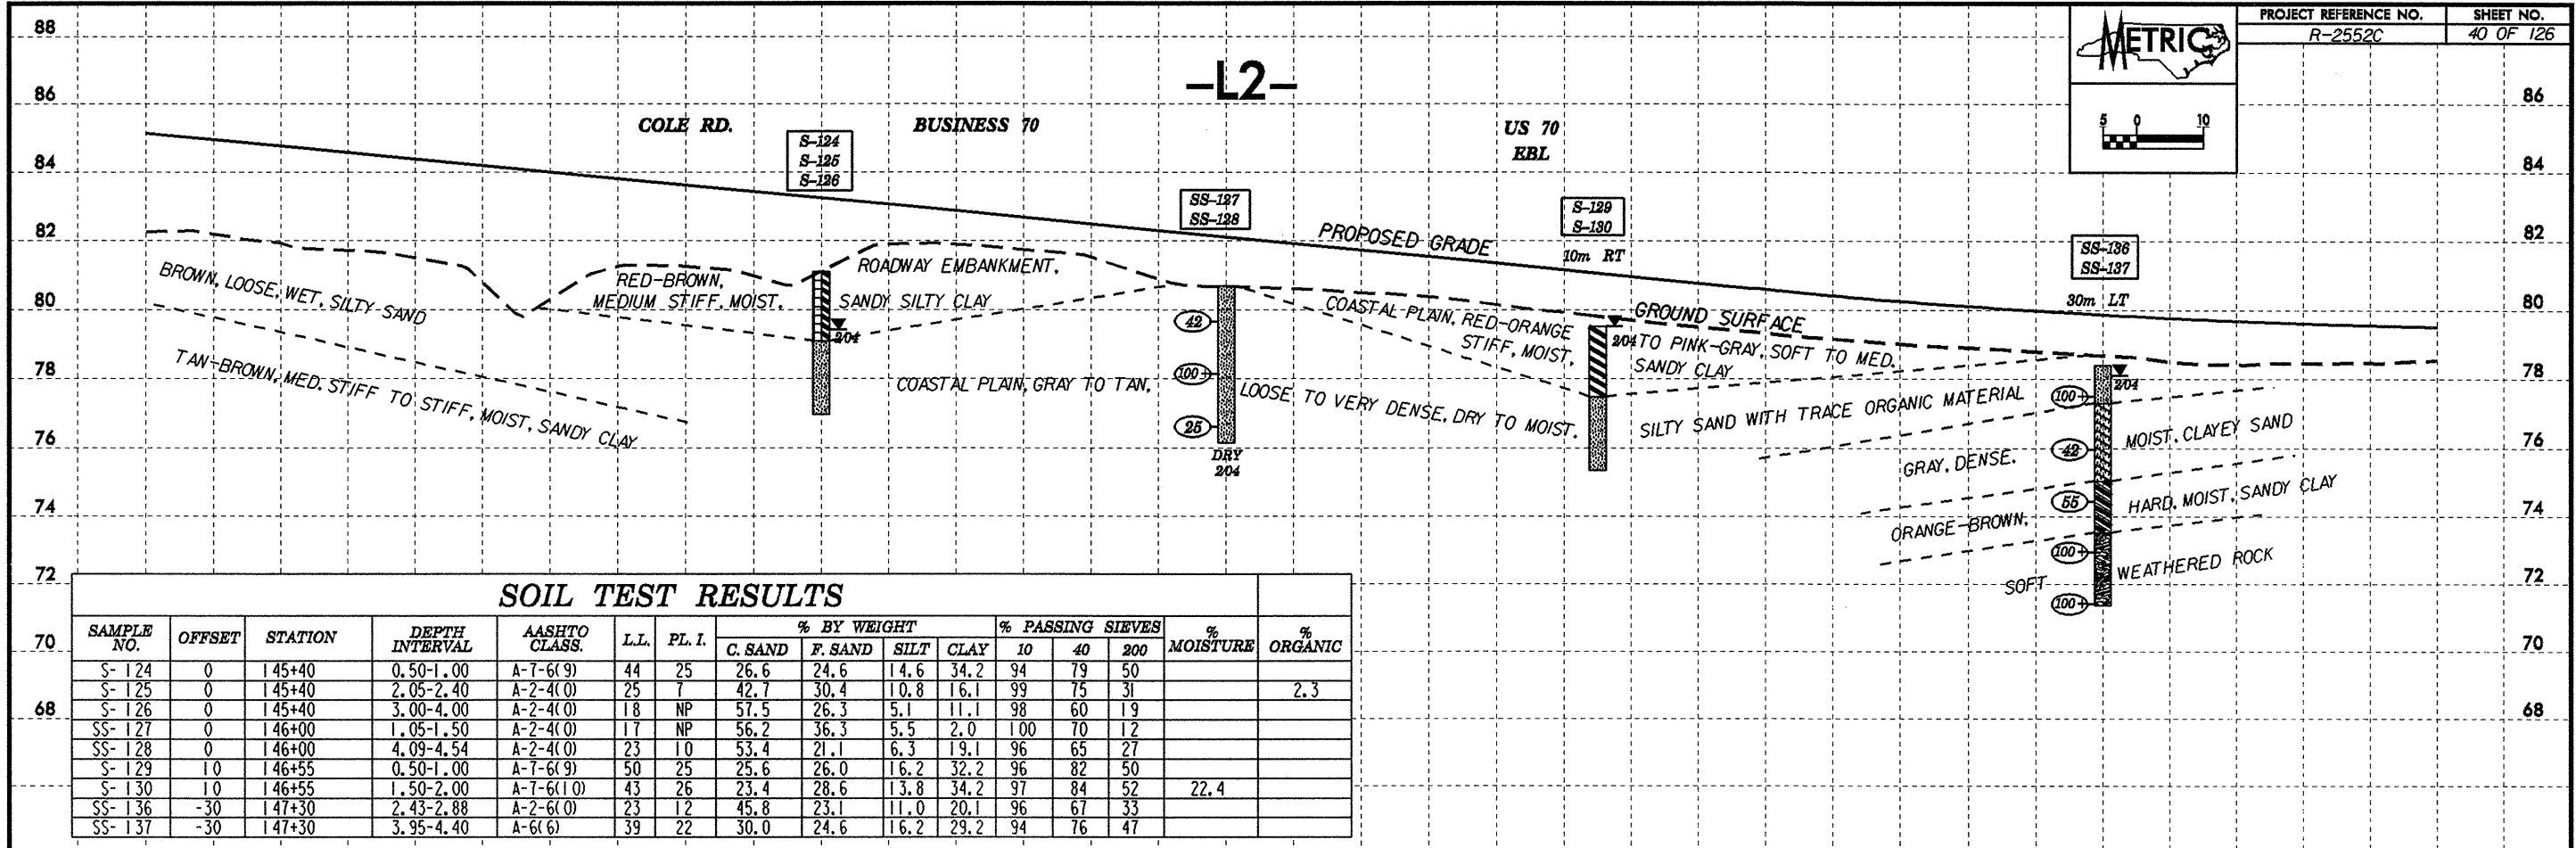 PROJECT REFERENCE NO. SHEET NO.
R-2552C 40 OF 126
METRIC
5 0 10
-L2-
88
86 86
84 84
82 82
80 80
78 78
76 76
74 74
72 72
70 70
68 68
COLE RD. BUSINESS 70
US 70
EBL
S-124
S-125
S-126
SS-127
SS-128
S-129
S-130
10m RT
SS-136
SS-137
30m LT
PROPOSED GRADE
GROUND SURFACE
BROWN, LOOSE, WET, SILTY SAND
TAN-BROWN, MED. STIFF TO STIFF, MOIST, SANDY CLAY
RED-BROWN, ROADWAY EMBANKMENT,
MEDIUM STIFF, MOIST, SANDY SILTY CLAY
2/04
COASTAL PLAIN, GRAY TO TAN, LOOSE TO VERY DENSE, DRY TO MOIST, SILTY SAND WITH TRACE ORGANIC MATERIAL
42
100+
25
DRY
2/04
COASTAL PLAIN, RED-ORANGE TO PINK-GRAY, SOFT TO MED.
STIFF, MOIST, SANDY CLAY
2/04
2/04
100+
42
55
100+
100+
GRAY, DENSE, MOIST, CLAYEY SAND
ORANGE-BROWN, HARD, MOIST, SANDY CLAY
SOFT WEATHERED ROCK
SOIL TEST RESULTS
SAMPLE NO. OFFSET STATION DEPTH INTERVAL AASHTO CLASS. L.L. PL. I. % BY WEIGHT % PASSING SIEVES % MOISTURE % ORGANIC
C. SAND F. SAND SILT CLAY 10 40 200
S-124 0 145+40 0.50-1.00 A-7-6(9) 44 25 26.6 24.6 14.6 34.2 94 79 50
S-125 0 145+40 2.05-2.40 A-2-4(0) 25 7 42.7 30.4 10.8 16.1 99 75 31 2.3
S-126 0 145+40 3.00-4.00 A-2-4(0) 18 NP 57.5 26.3 5.1 11.1 98 60 19
SS-127 0 146+00 1.05-1.50 A-2-4(0) 17 NP 56.2 36.3 5.5 2.0 100 70 12
SS-128 0 146+00 4.09-4.54 A-2-4(0) 23 10 53.4 21.1 6.3 19.1 96 65 27
S-129 10 146+55 0.50-1.00 A-7-6(9) 50 25 25.6 26.0 16.2 32.2 96 82 50
S-130 10 146+55 1.50-2.00 A-7-6(10) 43 26 23.4 28.6 13.8 34.2 97 84 52 22.4
SS-136 -30 147+30 2.43-2.88 A-2-6(0) 23 12 45.8 23.1 11.0 20.1 96 67 33
SS-137 -30 147+30 3.95-4.40 A-6(6) 39 22 30.0 24.6 16.2 29.2 94 76 47